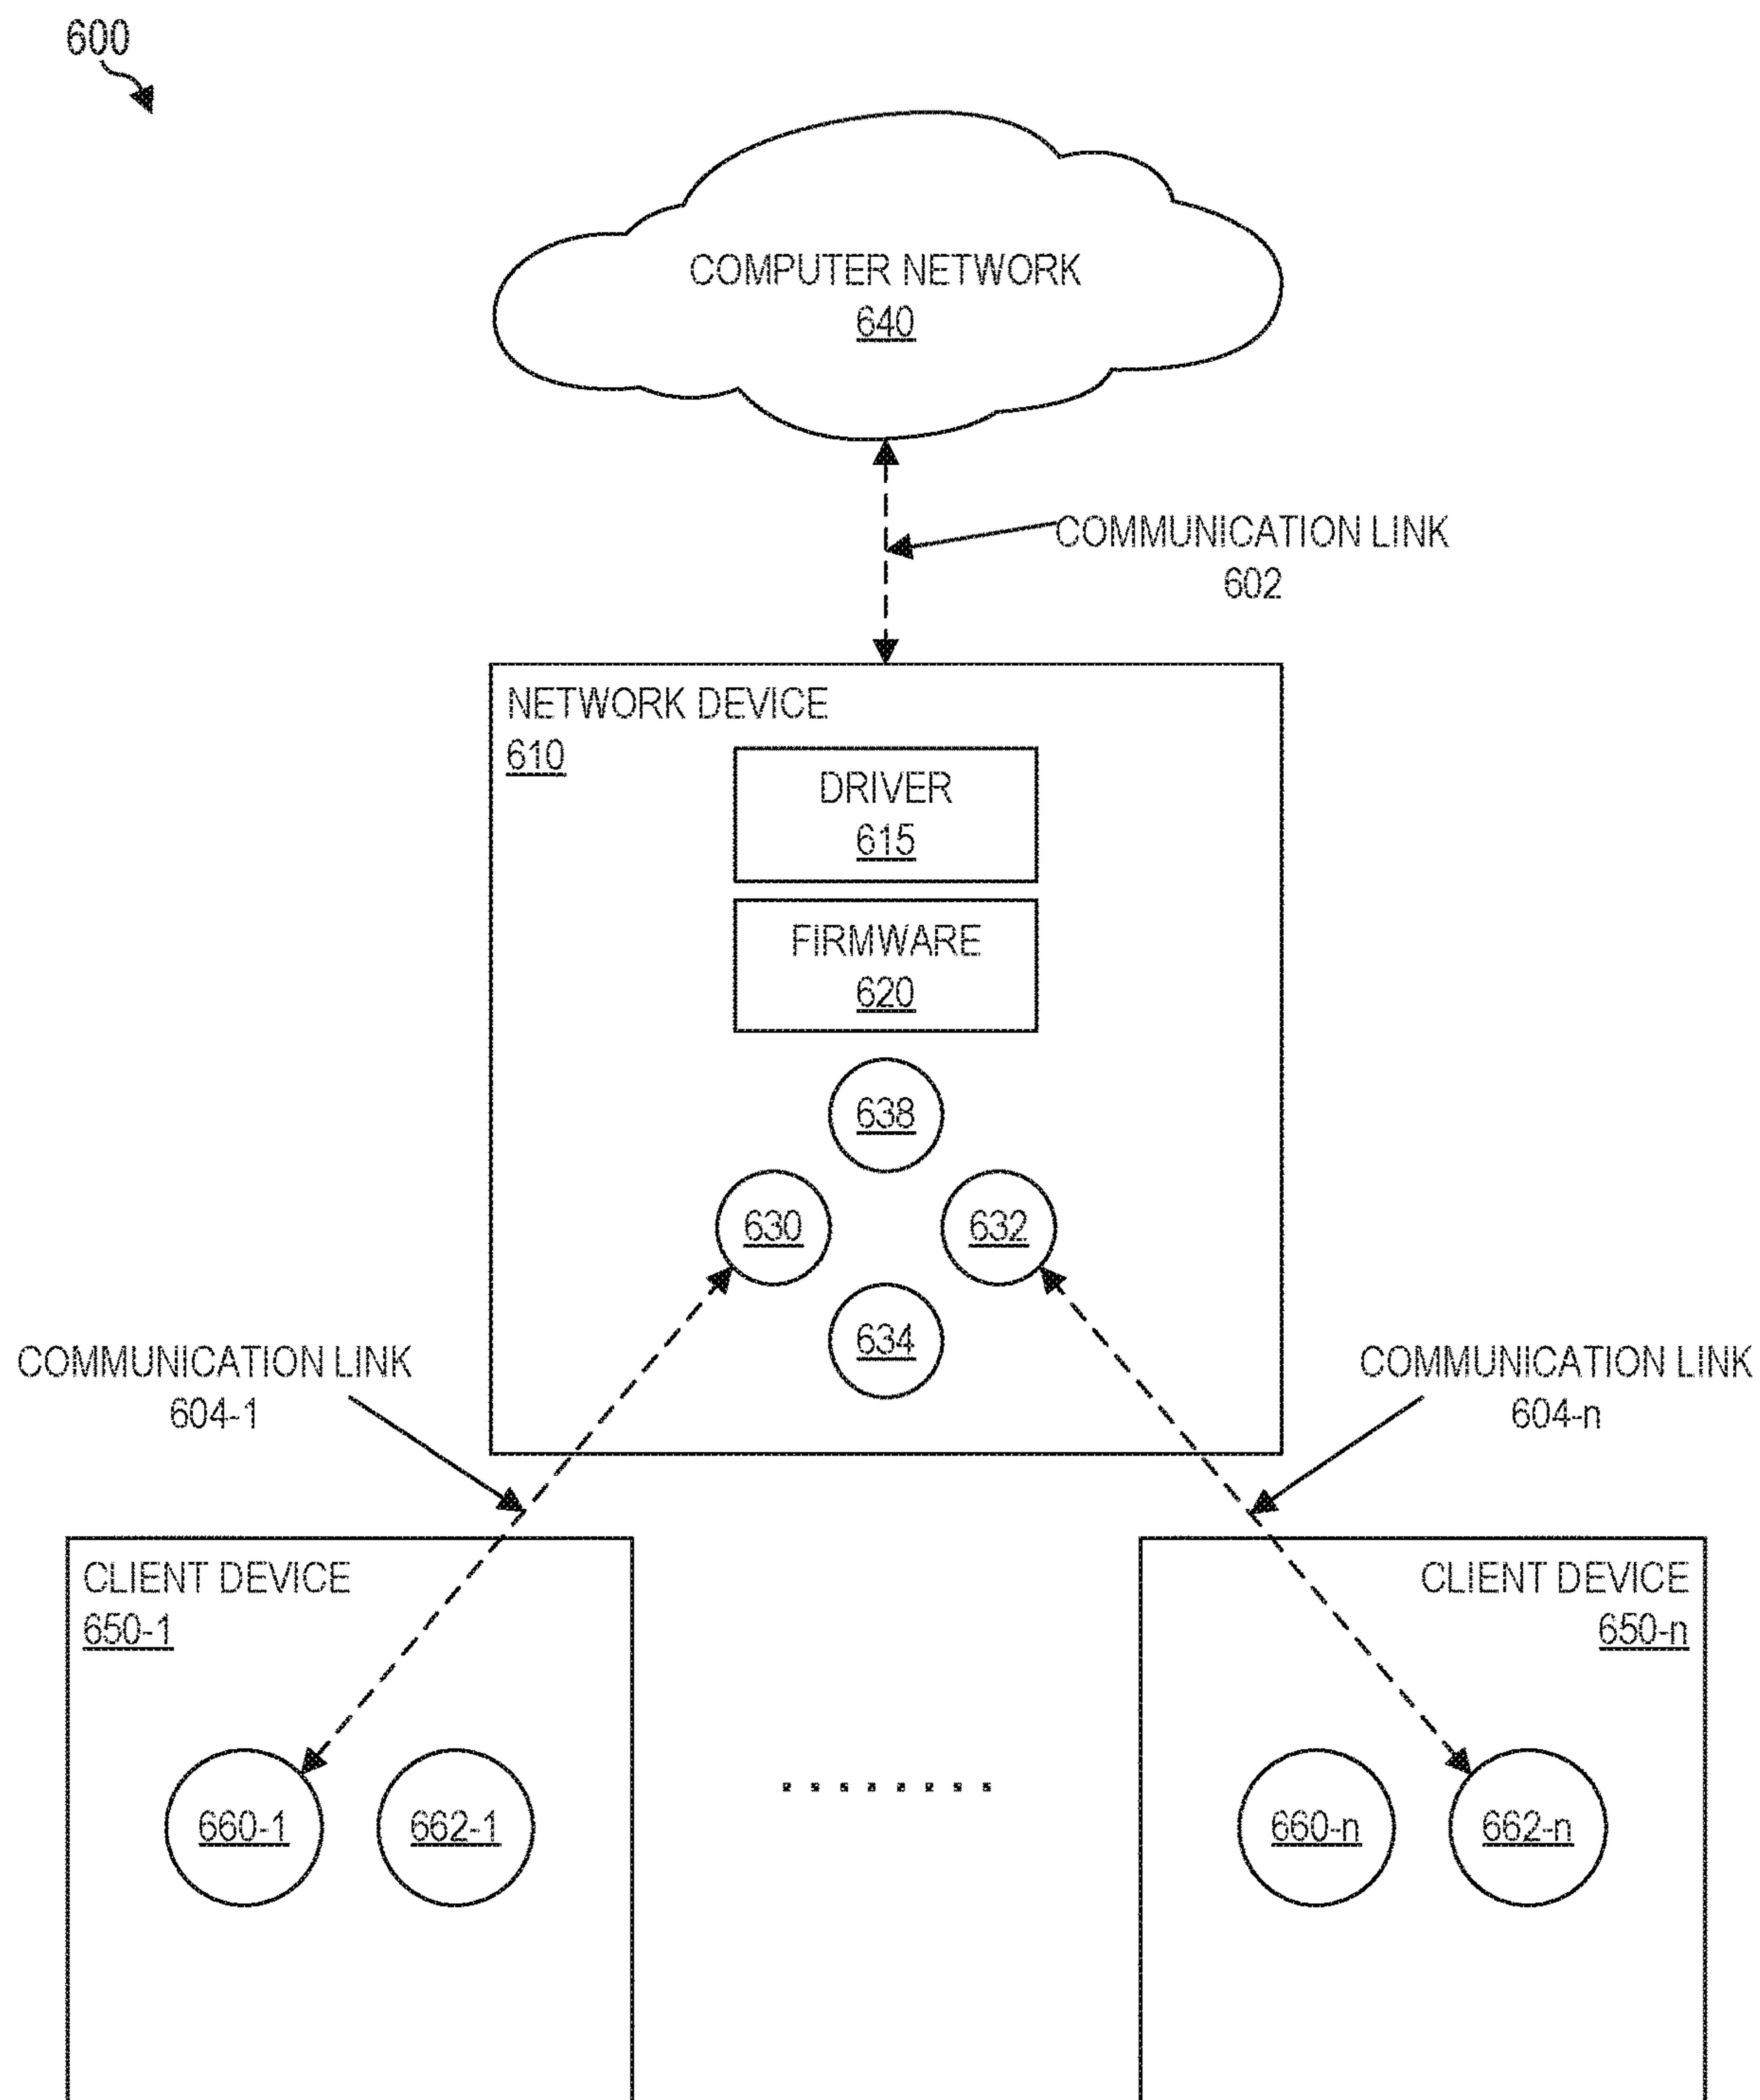 600
COMPUTER NETWORK
640
COMMUNICATION LINK
602
NETWORK DEVICE
610
DRIVER
615
FIRMWARE
620
638
630
632
634
COMMUNICATION LINK
604-1
COMMUNICATION LINK
604-n
CLIENT DEVICE
650-1
CLIENT DEVICE
650-n
660-1
662-1
660-n
662-n